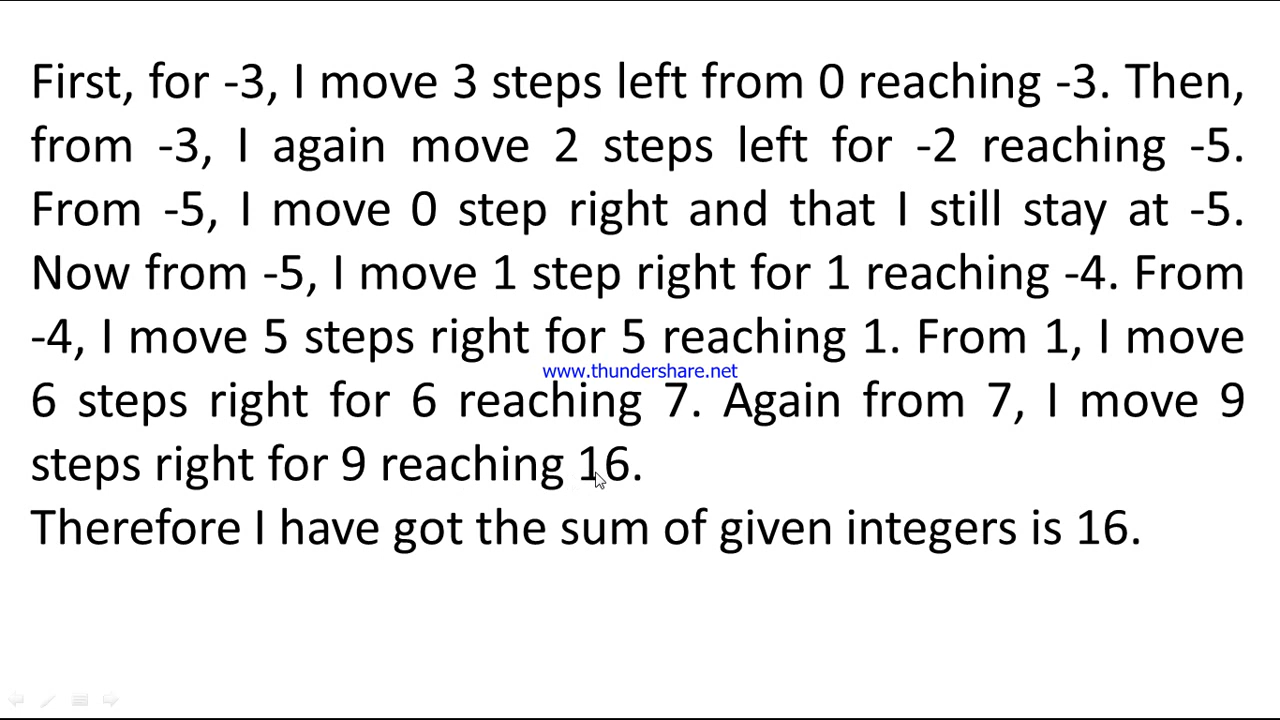 First, for -3, I move 3 steps left from 0 reaching -3. Then,
from -3, I again move 2 steps left for -2 reaching -5.
From -5, I move 0 step right and that I still stay at -5.
Now from -5, I move 1 step right for 1 reaching -4. From
-4, I move 5 steps right for 5 reaching 1. From 1, I move
www.thundershare.net
6 steps right for 6 reaching 7. Again from 7, I move 9
steps right for 9 reaching 16.
Therefore I have got the sum of given integers is 16.